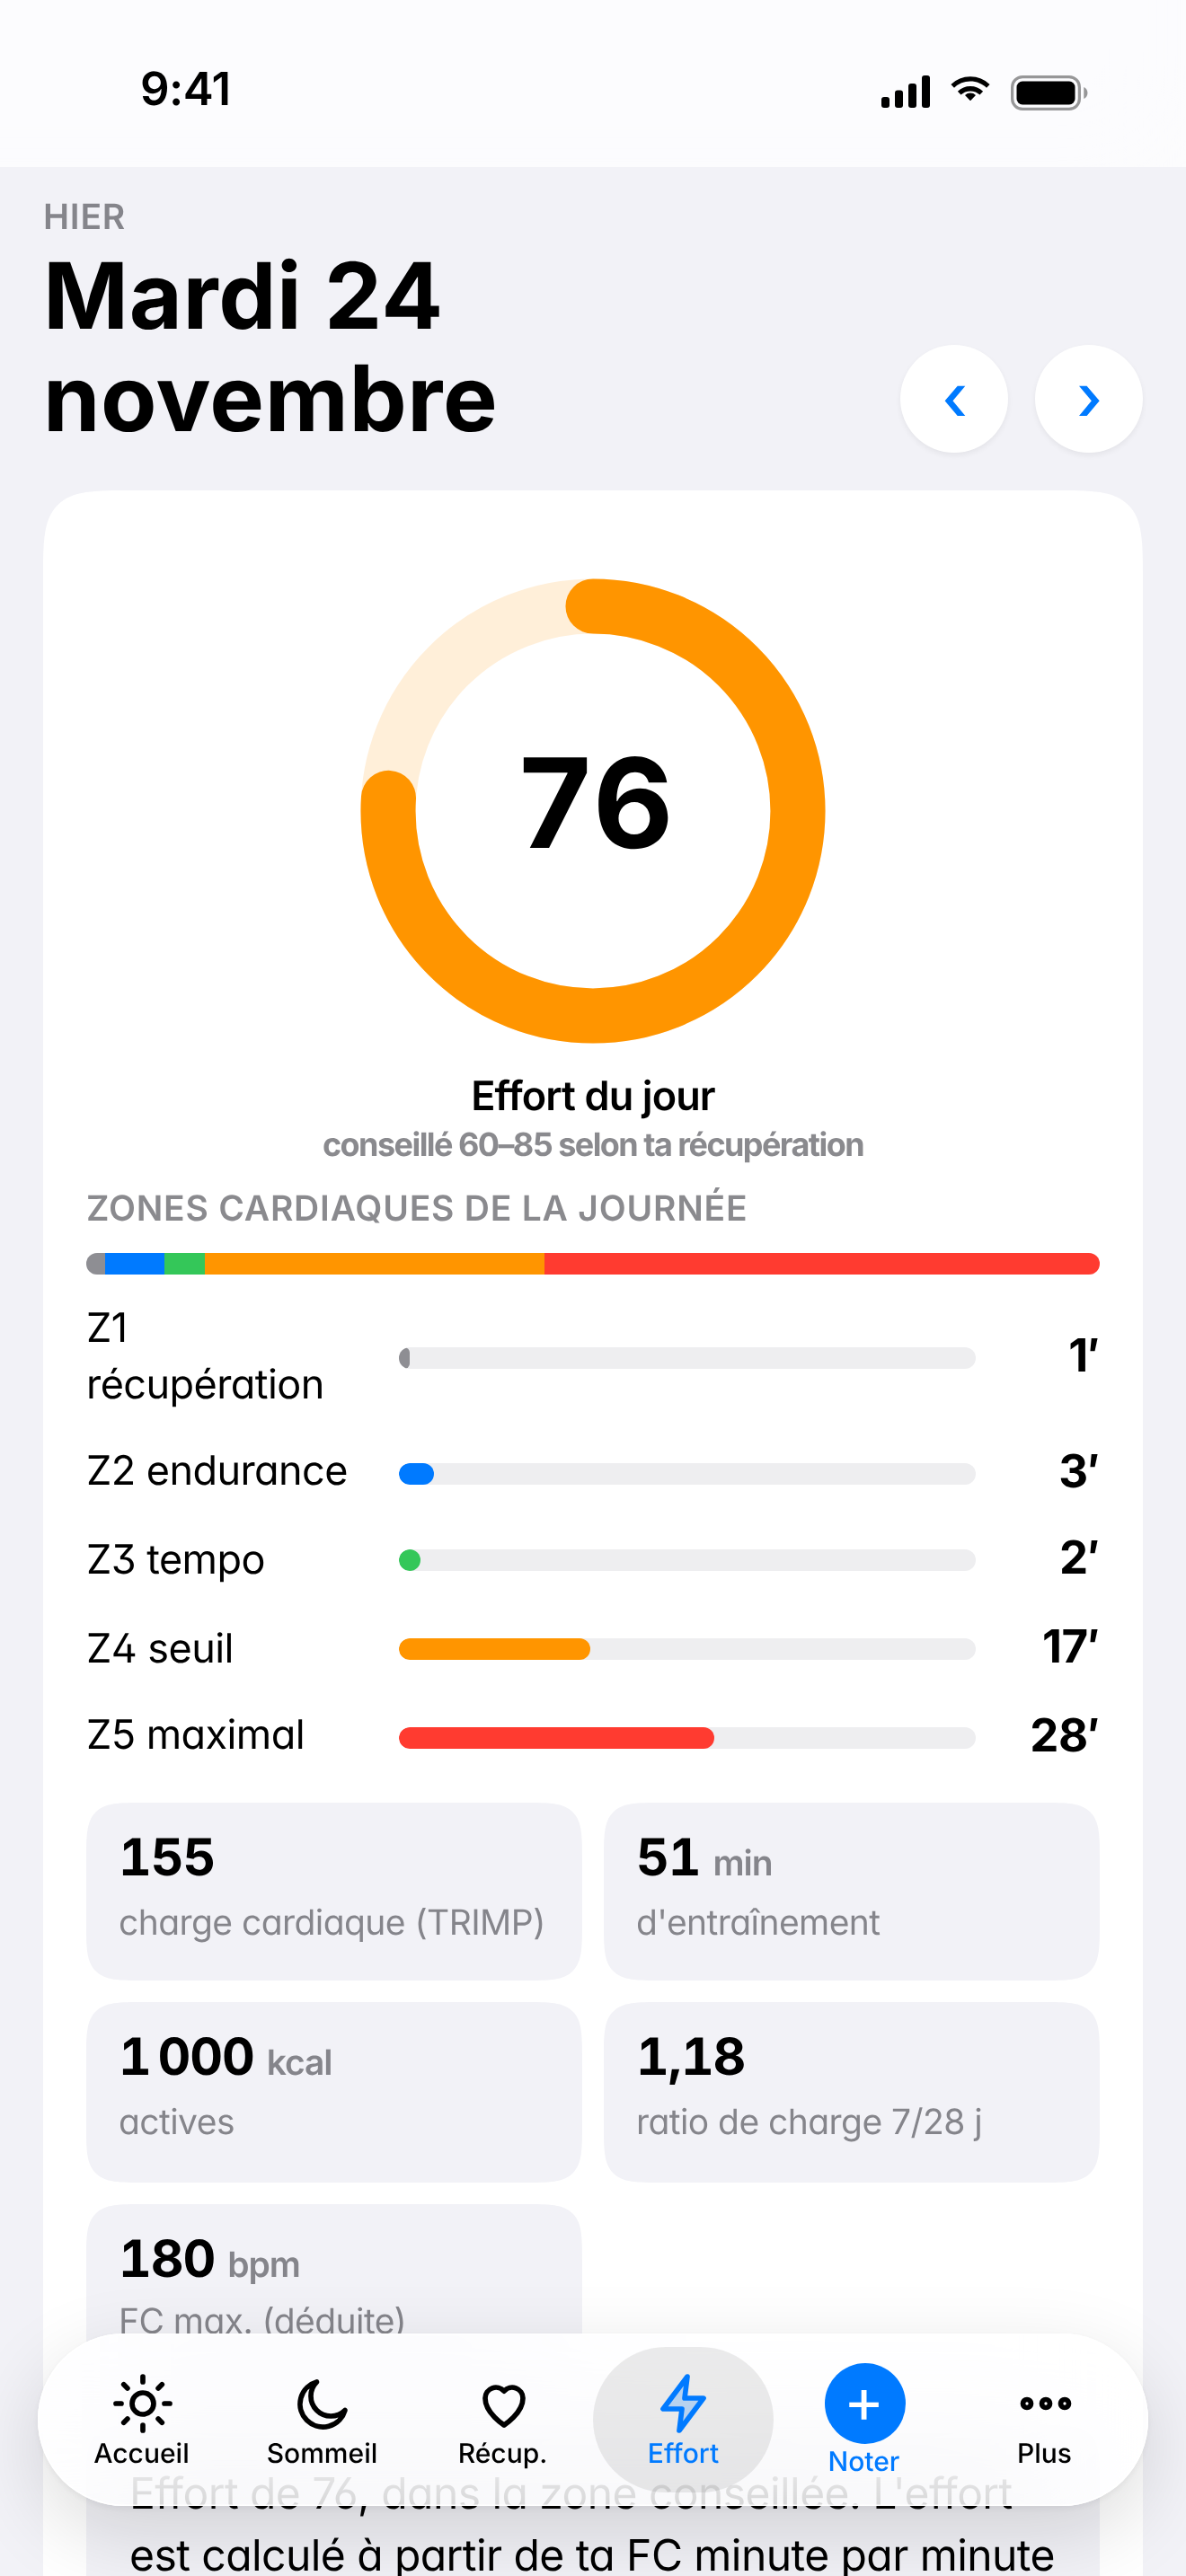 9:41
HIER
Mardi 24
novembre
76
Effort du jour
conseillé 60–85 selon ta récupération
ZONES CARDIAQUES DE LA JOURNÉE
Z1
récupération
1′
Z2 endurance
3′
Z3 tempo
2′
Z4 seuil
17′
Z5 maximal
28′
155
charge cardiaque (TRIMP)
51 min
d'entraînement
1 000 kcal
actives
1,18
ratio de charge 7/28 j
180 bpm
FC max. (déduite)
Accueil
Sommeil
Récup.
Effort
Noter
Plus
Effort de 76, dans la zone conseillée. L'effort
est calculé à partir de ta FC minute par minute